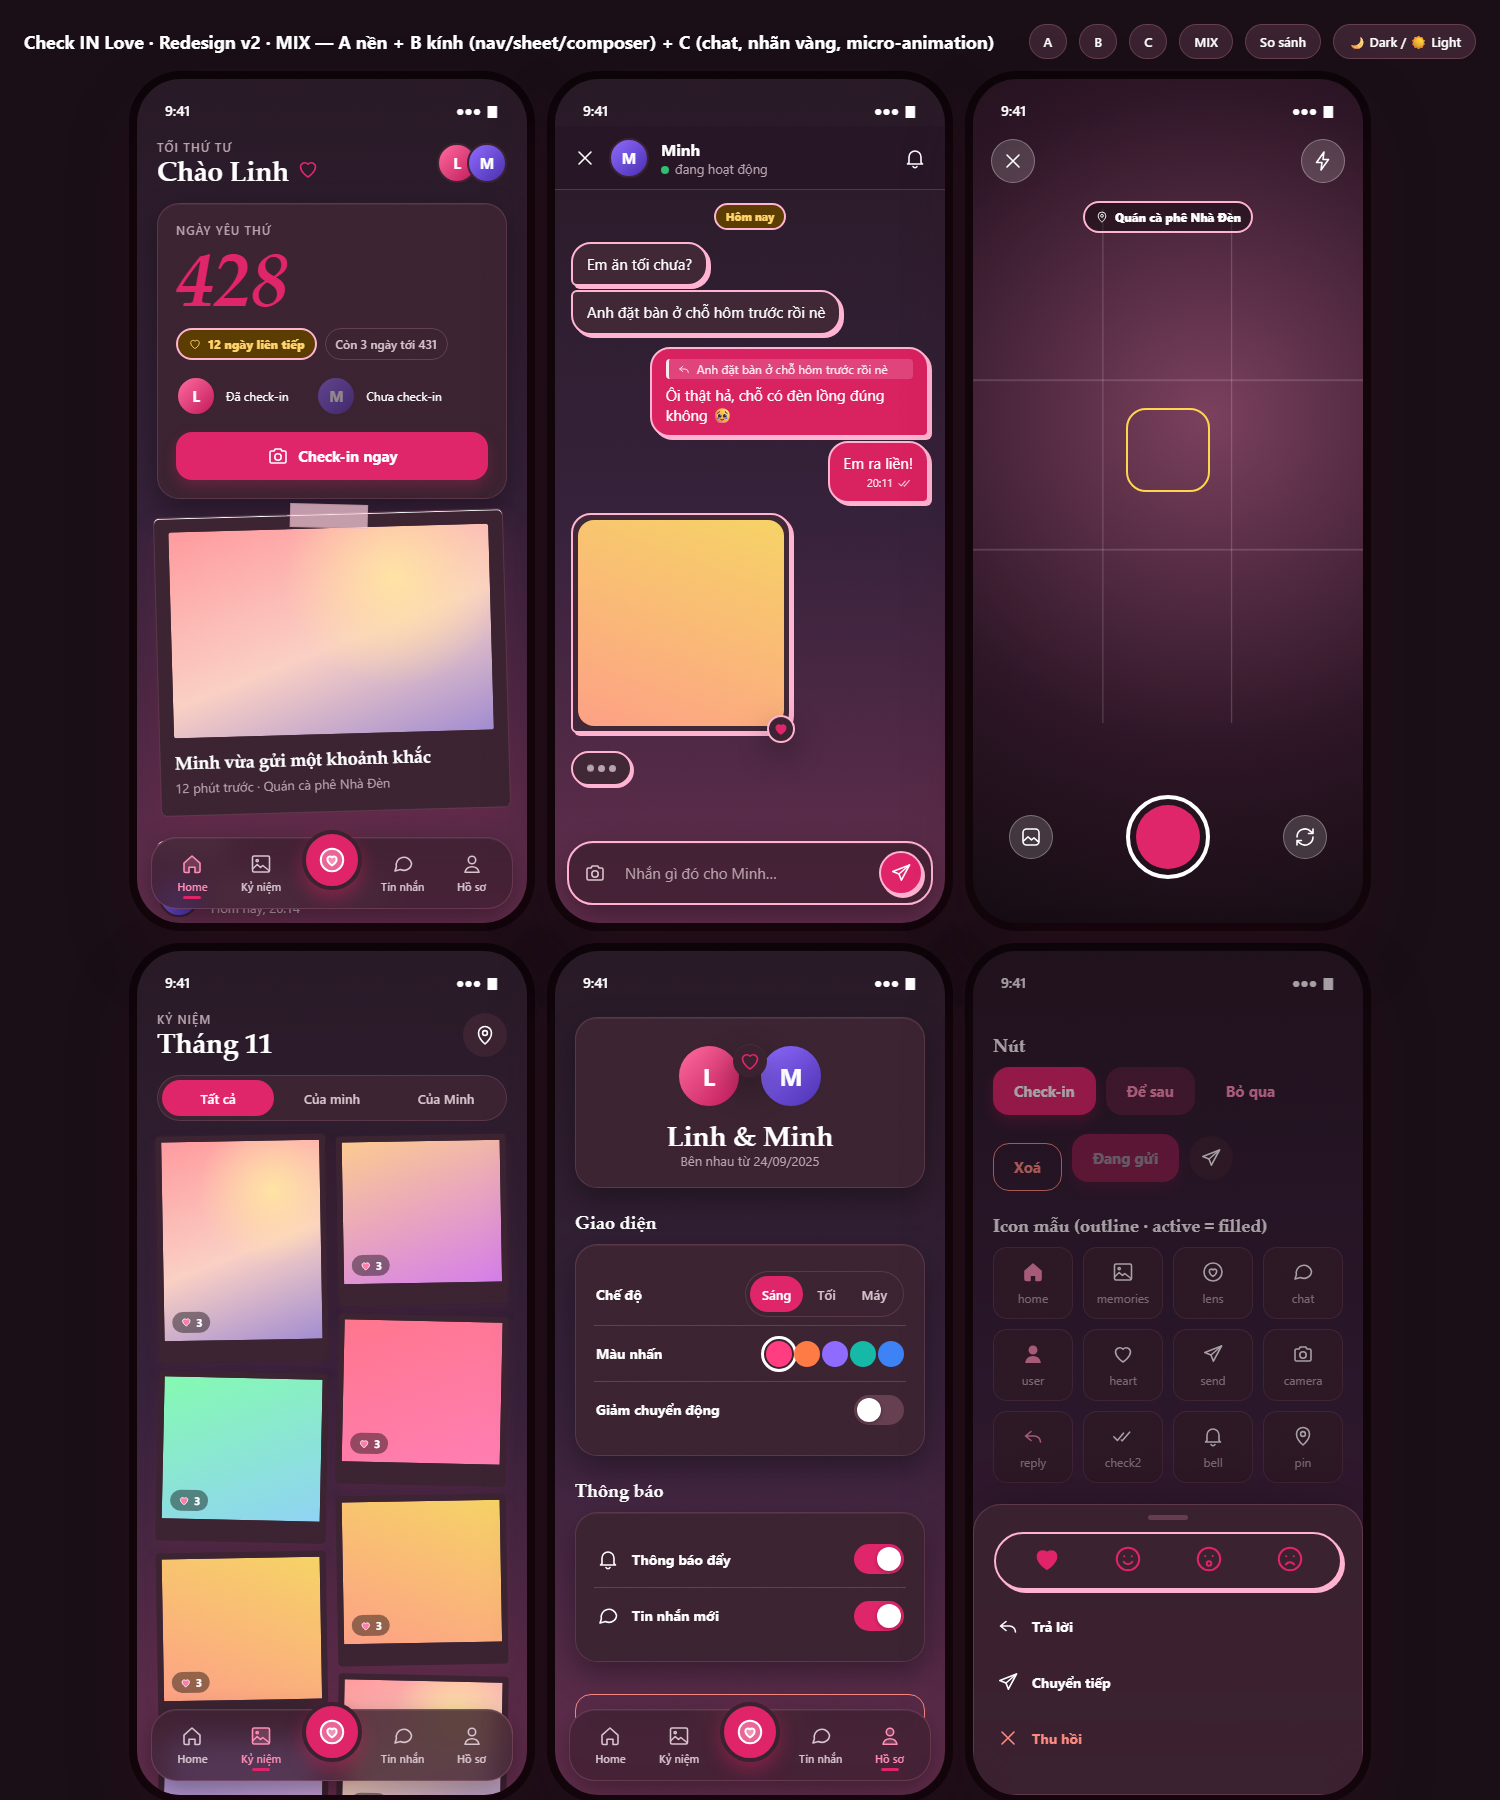 Check IN Love · Redesign v2 · MIX — A nền + B kính (nav/sheet/composer) + C (chat, nhãn vàng, micro-animation)
A
B
C
MIX
So sánh
🌙 Dark / ☀️ Light
9:41
TỐI THỨ TƯ
Chào Linh
L
M
NGÀY YÊU THỨ
428
12 ngày liên tiếp
Còn 3 ngày tới 431
L
Đã check-in
M
Chưa check-in
Check-in ngay
Minh vừa gửi một khoảnh khắc
12 phút trước · Quán cà phê Nhà Đèn
Home
Kỷ niệm
Tin nhắn
Hồ sơ
9:41
M
Minh
đang hoạt động
Hôm nay
Em ăn tối chưa?
Anh đặt bàn ở chỗ hôm trước rồi nè
Anh đặt bàn ở chỗ hôm trước rồi nè
Ôi thật hả, chỗ có đèn lồng đúng
không 🥹
Em ra liền!
20:11
Nhắn gì đó cho Minh...
9:41
Quán cà phê Nhà Đèn
9:41
KỶ NIỆM
Tháng 11
Tất cả
Của mình
Của Minh
3
3
3
3
3
3
Home
Kỷ niệm
Tin nhắn
Hồ sơ
9:41
L
M
Linh & Minh
Bên nhau từ 24/09/2025
Giao diện
Chế độ
Sáng
Tối
Máy
Màu nhấn
Giảm chuyển động
Thông báo
Thông báo đẩy
Tin nhắn mới
Home
Kỷ niệm
Tin nhắn
Hồ sơ
9:41
Nút
Check-in
Để sau
Bỏ qua
Xoá
Đang gửi
Icon mẫu (outline · active = filled)
home
memories
lens
chat
user
heart
send
camera
reply
check2
bell
pin
Trả lời
Chuyển tiếp
Thu hồi